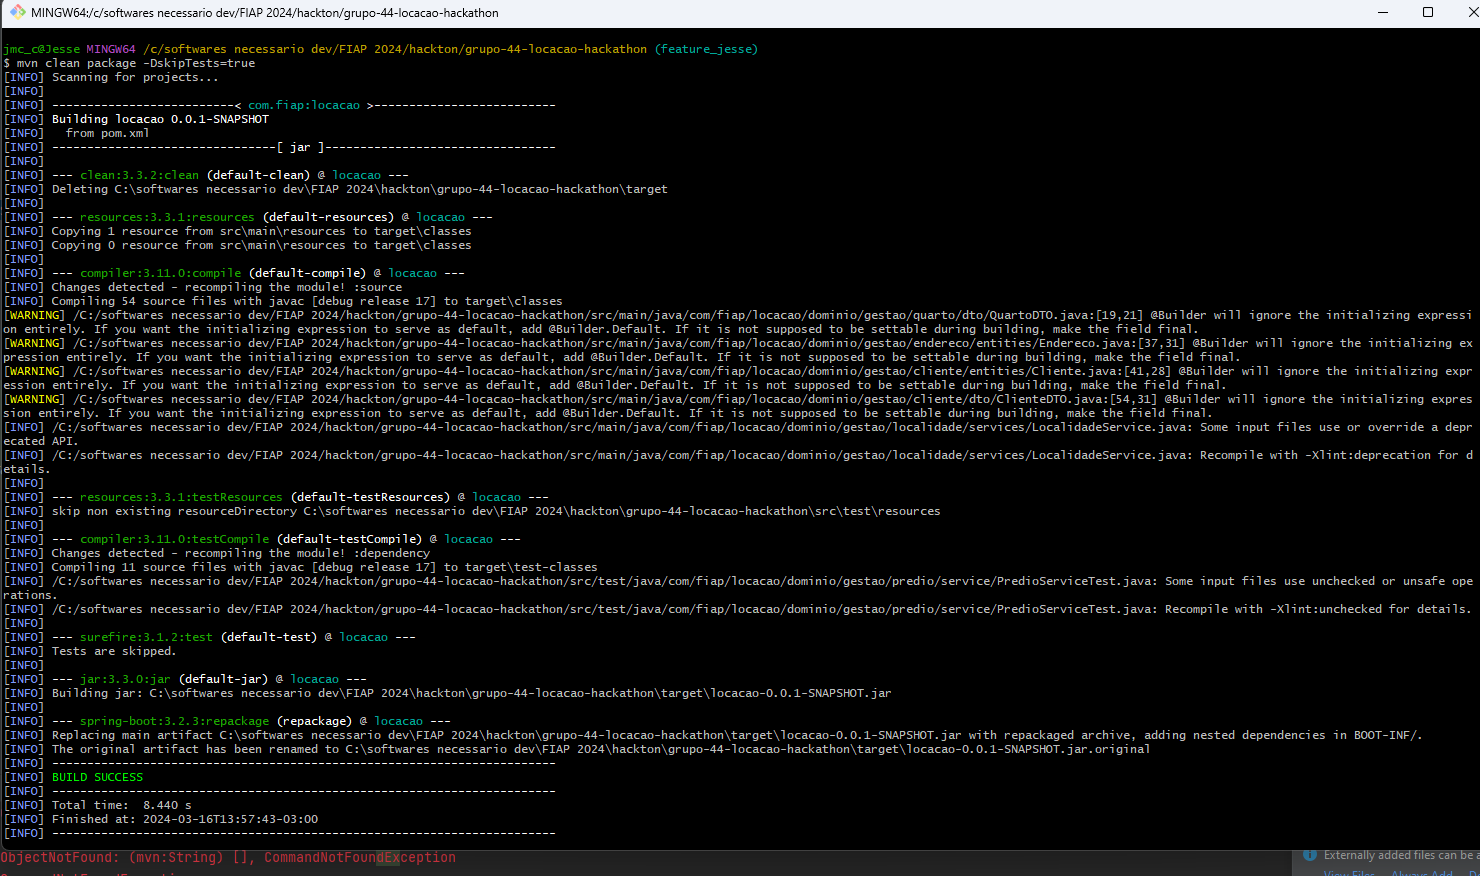 MINGW64:/c/softwares necessario dev/FIAP 2024/hackton/grupo-44-locacao-hackathon
jmc_c@Jesse MINGW64 /c/softwares necessario dev/FIAP 2024/hackton/grupo-44-locacao-hackathon (feature_jesse)
$ mvn clean package -DskipTests=true
[INFO] Scanning for projects...
[INFO]
[INFO] --------------------------< com.fiap:locacao >--------------------------
[INFO] Building locacao 0.0.1-SNAPSHOT
[INFO]   from pom.xml
[INFO] --------------------------------[ jar ]---------------------------------
[INFO]
[INFO] --- clean:3.3.2:clean (default-clean) @ locacao ---
[INFO] Deleting C:\softwares necessario dev\FIAP 2024\hackton\grupo-44-locacao-hackathon\target
[INFO]
[INFO] --- resources:3.3.1:resources (default-resources) @ locacao ---
[INFO] Copying 1 resource from src\main\resources to target\classes
[INFO] Copying 0 resource from src\main\resources to target\classes
[INFO]
[INFO] --- compiler:3.11.0:compile (default-compile) @ locacao ---
[INFO] Changes detected - recompiling the module! :source
[INFO] Compiling 54 source files with javac [debug release 17] to target\classes
[WARNING] /C:/softwares necessario dev/FIAP 2024/hackton/grupo-44-locacao-hackathon/src/main/java/com/fiap/locacao/dominio/gestao/quarto/dto/QuartoDTO.java:[19,21] @Builder will ignore the initializing expressi
on entirely. If you want the initializing expression to serve as default, add @Builder.Default. If it is not supposed to be settable during building, make the field final.
[WARNING] /C:/softwares necessario dev/FIAP 2024/hackton/grupo-44-locacao-hackathon/src/main/java/com/fiap/locacao/dominio/gestao/endereco/entities/Endereco.java:[37,31] @Builder will ignore the initializing ex
pression entirely. If you want the initializing expression to serve as default, add @Builder.Default. If it is not supposed to be settable during building, make the field final.
[WARNING] /C:/softwares necessario dev/FIAP 2024/hackton/grupo-44-locacao-hackathon/src/main/java/com/fiap/locacao/dominio/gestao/cliente/entities/Cliente.java:[41,28] @Builder will ignore the initializing expr
ession entirely. If you want the initializing expression to serve as default, add @Builder.Default. If it is not supposed to be settable during building, make the field final.
[WARNING] /C:/softwares necessario dev/FIAP 2024/hackton/grupo-44-locacao-hackathon/src/main/java/com/fiap/locacao/dominio/gestao/cliente/dto/ClienteDTO.java:[54,31] @Builder will ignore the initializing expres
sion entirely. If you want the initializing expression to serve as default, add @Builder.Default. If it is not supposed to be settable during building, make the field final.
[INFO] /C:/softwares necessario dev/FIAP 2024/hackton/grupo-44-locacao-hackathon/src/main/java/com/fiap/locacao/dominio/gestao/localidade/services/LocalidadeService.java: Some input files use or override a depr
ecated API.
[INFO] /C:/softwares necessario dev/FIAP 2024/hackton/grupo-44-locacao-hackathon/src/main/java/com/fiap/locacao/dominio/gestao/localidade/services/LocalidadeService.java: Recompile with -Xlint:deprecation for d
etails.
[INFO]
[INFO] --- resources:3.3.1:testResources (default-testResources) @ locacao ---
[INFO] skip non existing resourceDirectory C:\softwares necessario dev\FIAP 2024\hackton\grupo-44-locacao-hackathon\src\test\resources
[INFO]
[INFO] --- compiler:3.11.0:testCompile (default-testCompile) @ locacao ---
[INFO] Changes detected - recompiling the module! :dependency
[INFO] Compiling 11 source files with javac [debug release 17] to target\test-classes
[INFO] /C:/softwares necessario dev/FIAP 2024/hackton/grupo-44-locacao-hackathon/src/test/java/com/fiap/locacao/dominio/gestao/predio/service/PredioServiceTest.java: Some input files use unchecked or unsafe ope
rations.
[INFO] /C:/softwares necessario dev/FIAP 2024/hackton/grupo-44-locacao-hackathon/src/test/java/com/fiap/locacao/dominio/gestao/predio/service/PredioServiceTest.java: Recompile with -Xlint:unchecked for details.
[INFO]
[INFO] --- surefire:3.1.2:test (default-test) @ locacao ---
[INFO] Tests are skipped.
[INFO]
[INFO] --- jar:3.3.0:jar (default-jar) @ locacao ---
[INFO] Building jar: C:\softwares necessario dev\FIAP 2024\hackton\grupo-44-locacao-hackathon\target\locacao-0.0.1-SNAPSHOT.jar
[INFO]
[INFO] --- spring-boot:3.2.3:repackage (repackage) @ locacao ---
[INFO] Replacing main artifact C:\softwares necessario dev\FIAP 2024\hackton\grupo-44-locacao-hackathon\target\locacao-0.0.1-SNAPSHOT.jar with repackaged archive, adding nested dependencies in BOOT-INF/.
[INFO] The original artifact has been renamed to C:\softwares necessario dev\FIAP 2024\hackton\grupo-44-locacao-hackathon\target\locacao-0.0.1-SNAPSHOT.jar.original
[INFO] ------------------------------------------------------------------------
[INFO] BUILD SUCCESS
[INFO] ------------------------------------------------------------------------
[INFO] Total time:  8.440 s
[INFO] Finished at: 2024-03-16T13:57:43-03:00
[INFO] ------------------------------------------------------------------------
ObjectNotFound: (mvn:String) [], CommandNotFoundException
Externally added files can be a